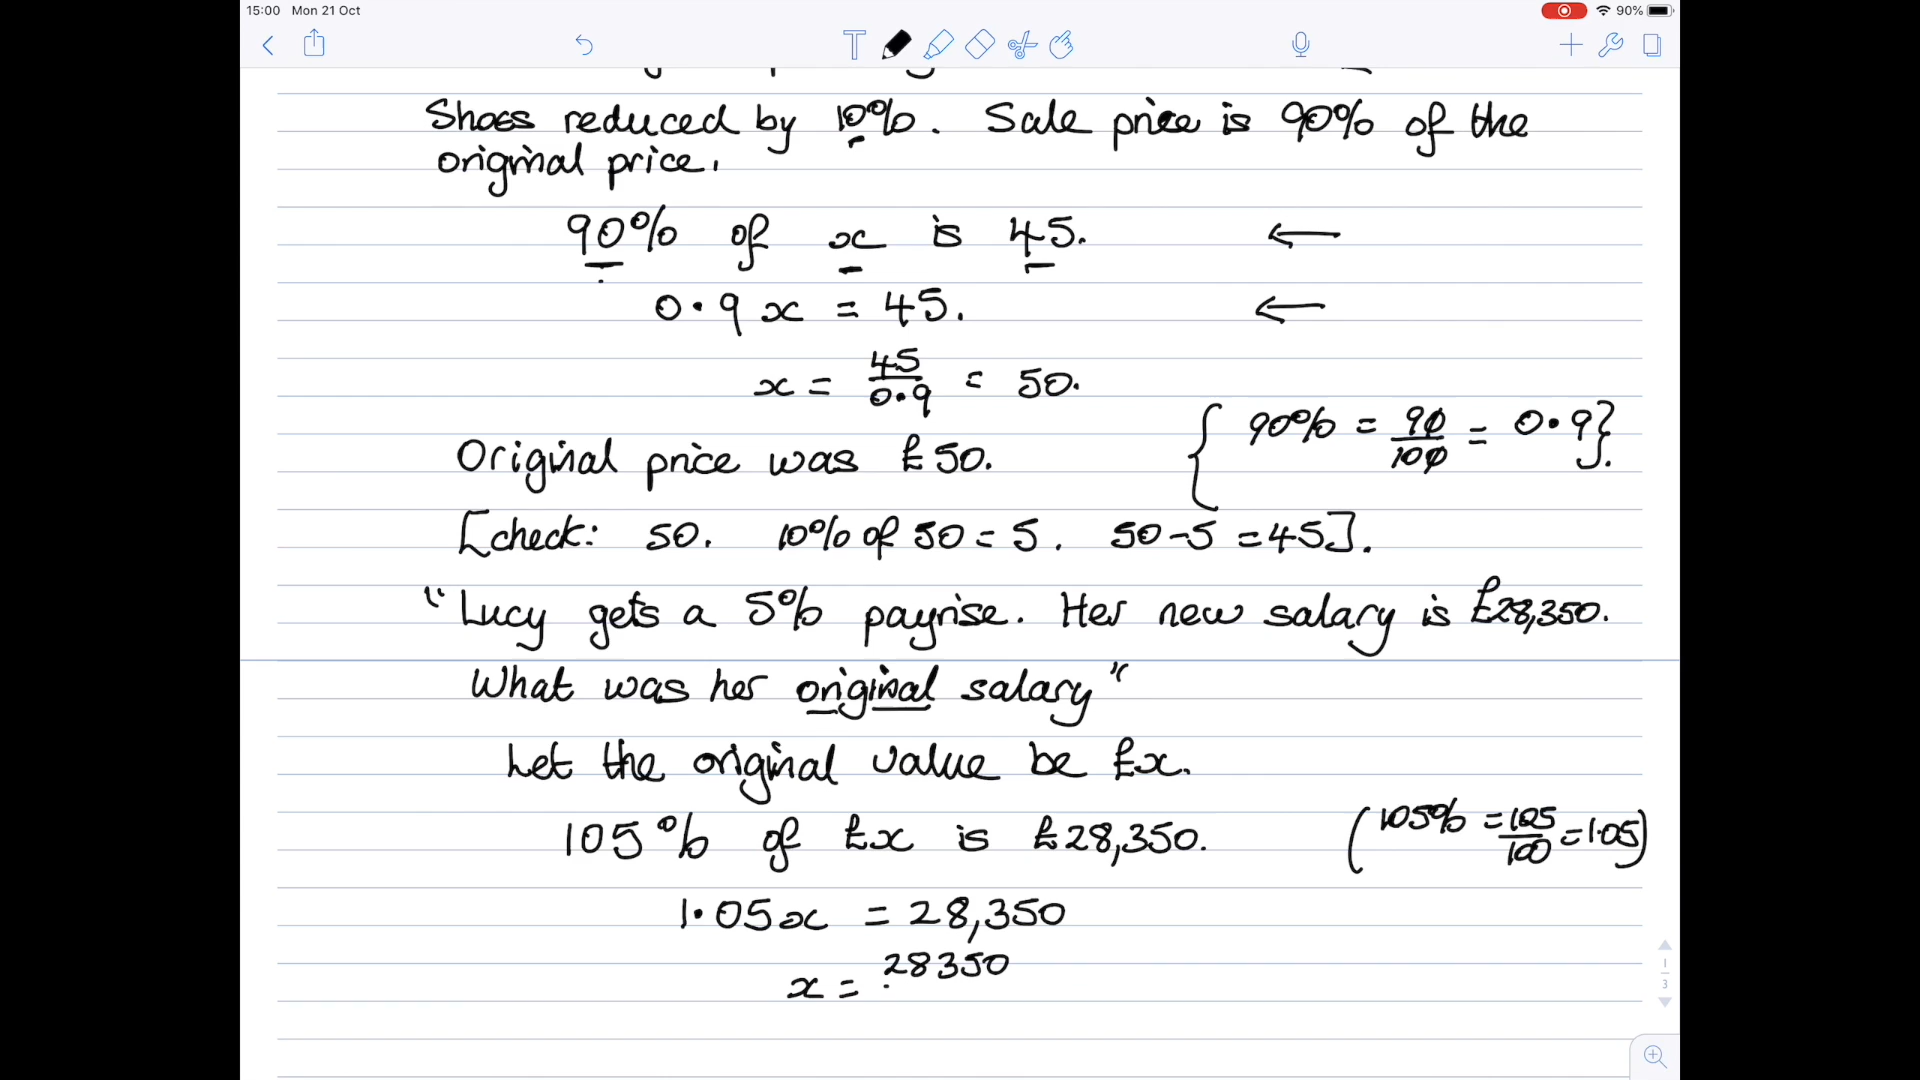 15:00 Mon 21 Oct 90%
T
Shoes reduced by 10%. Sale price is 90% of the
original price.
90% of x is 45. ←
0.9x = 45. ←
x = 45/0.9 = 50.
{ 90% = 90/100 = 0.9}.
Original price was £50.
[check: 50. 10% of 50 = 5. 50-5 = 45].
"Lucy gets a 5% payrise. Her new salary is £28,350.
What was her original salary"
Let the original value be £x.
105% of £x is £28,350. (105% = 105/100 = 1.05)
1.05x = 28,350
x = 28350
1
3